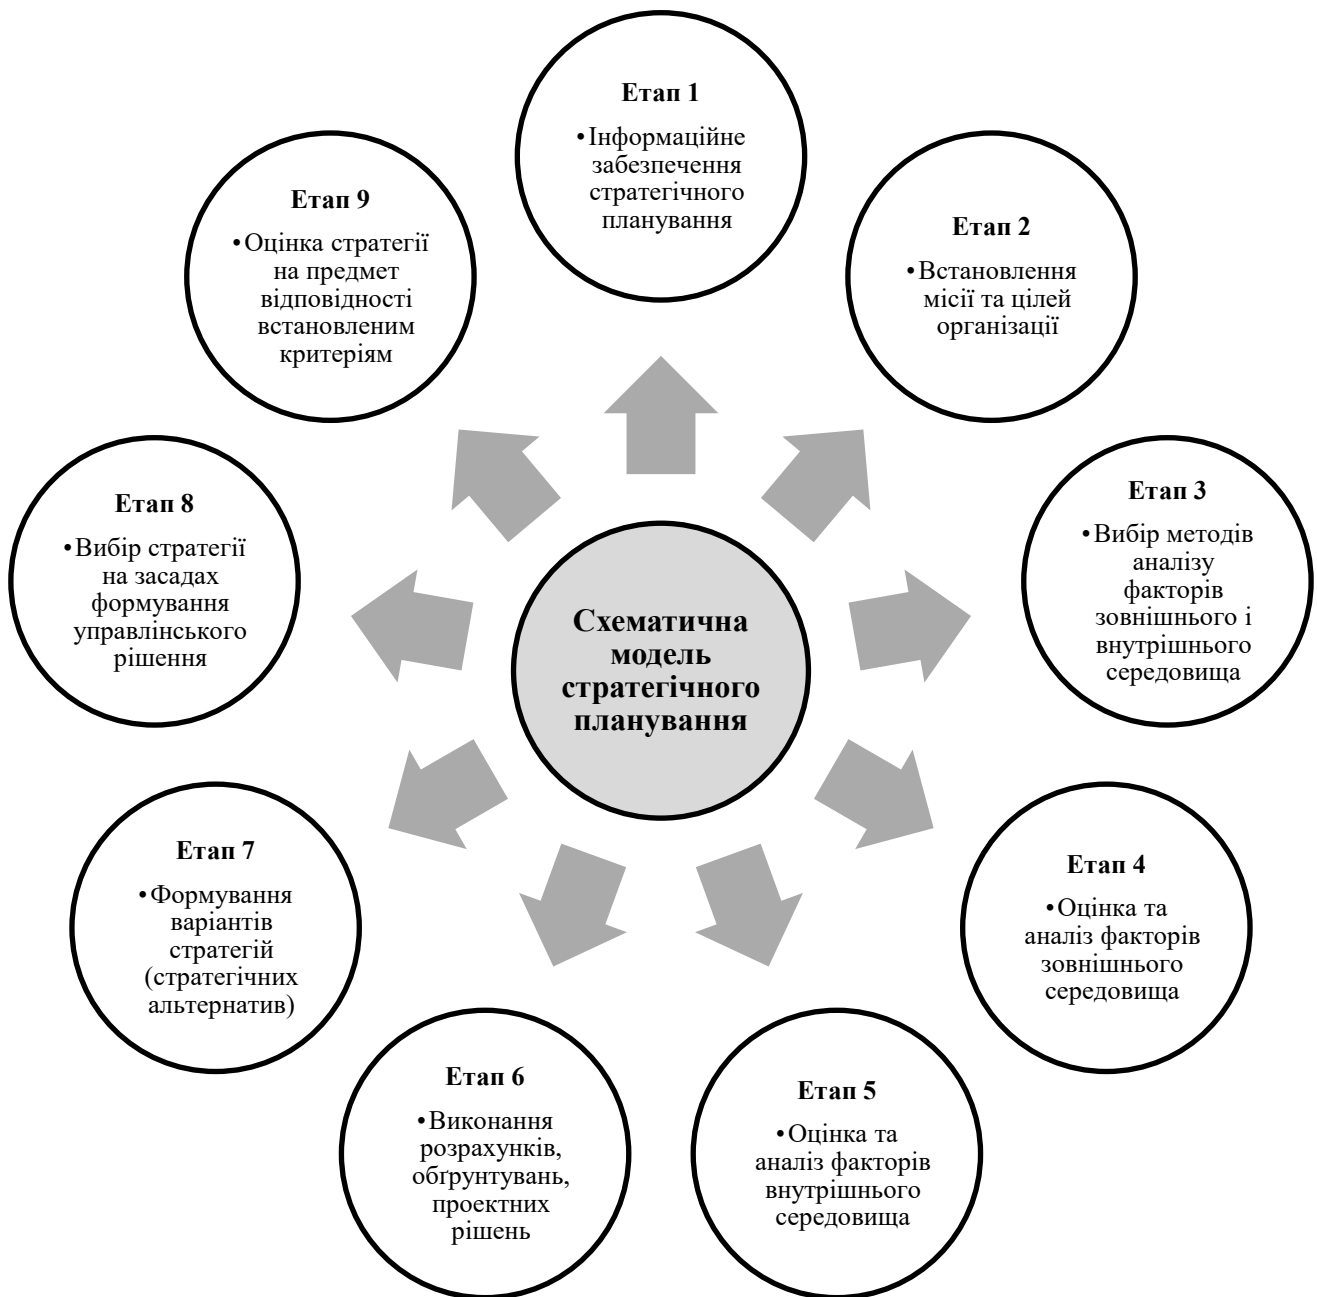 Етап 1
•Інформаційне
забезпечення
стратегічного
планування
Етап 2
•Встановлення
місії та цілей
організації
Етап 3
•Вибір методів
аналізу
факторів
зовнішнього і
внутрішнього
середовища
Етап 4
•Оцінка та
аналіз факторів
зовнішнього
середовища
Етап 5
•Оцінка та
аналіз факторів
внутрішнього
середовища
Етап 6
•Виконання
розрахунків,
обґрунтувань,
проектних
рішень
Етап 7
•Формування
варіантів
стратегій
(стратегічних
альтернатив)
Етап 8
•Вибір стратегії
на засадах
формування
управлінського
рішення
Етап 9
•Оцінка стратегії
на предмет
відповідності
встановленим
критеріям
Схематична
модель
стратегічного
планування